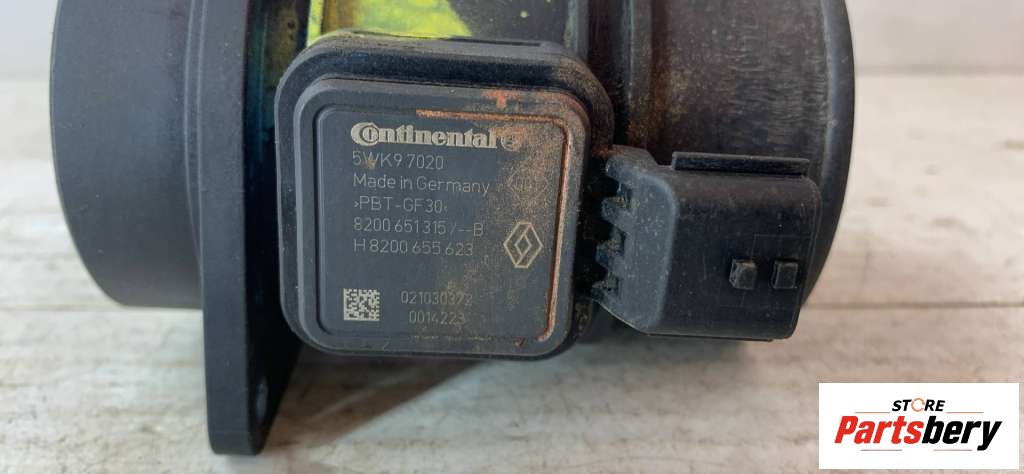 Continental
5WK9 7020
Made in Germany
>PBT-GF30<
8200 651 315/--B
H 8200 655 623
021030372
0014223
STORE
Partsbery